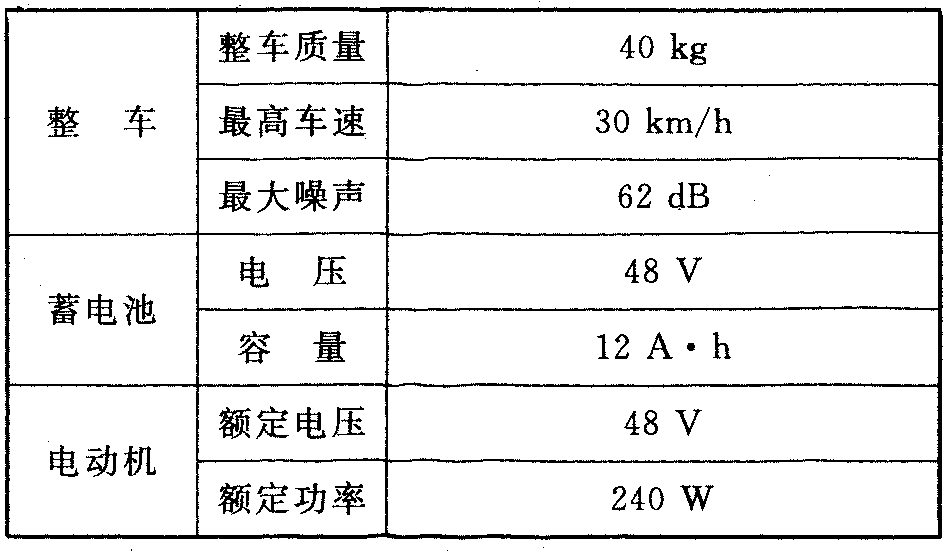 整 车 整车质量 40 kg
最高车速 30 km/h
最大噪声 62 dB
蓄电池 电 压 48 V
容 量 12 A·h
电动机 额定电压 48 V
额定功率 240 W